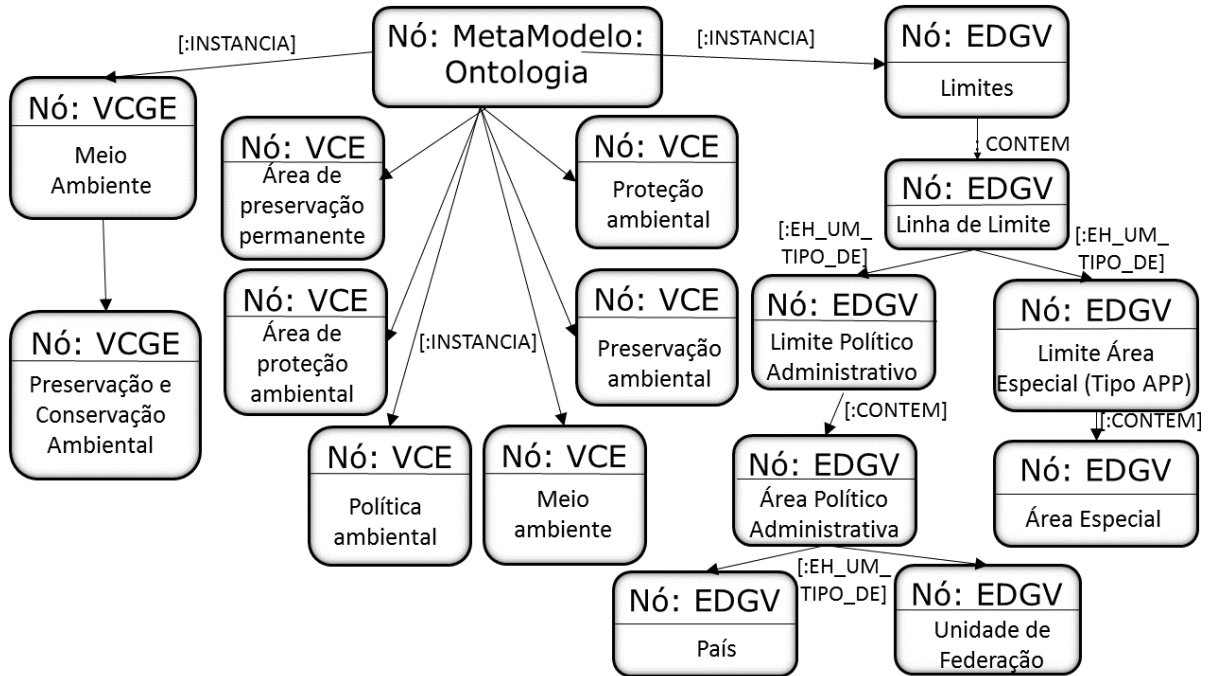 [:INSTANCIA]
Nó: MetaModelo:
Ontologia
[:INSTANCIA]
Nó: EDGV
Limites
Nó: VCGE
Meio
Ambiente
Nó: VCE
Área de
preservação
permanente
Nó: VCE
Proteção
ambiental
: CONTEM
Nó: EDGV
Linha de Limite
[:EH_UM_
TIPO_DE]
[:EH_UM_
TIPO_DE]
Nó: VCGE
Preservação e
Conservação
Ambiental
Nó: VCE
Área de
proteção
ambiental
[:INSTANCIA]
Nó: VCE
Preservação
ambiental
Nó: EDGV
Limite Político
Administrativo
Nó: EDGV
Limite Área
Especial (Tipo APP)
[:CONTEM]
[:CONTEM]
Nó: VCE
Política
ambiental
Nó: VCE
Meio
ambiente
Nó: EDGV
Área Político
Administrativa
Nó: EDGV
Área Especial
[:EH_UM_
TIPO_DE]
Nó: EDGV
País
Nó: EDGV
Unidade de
Federação